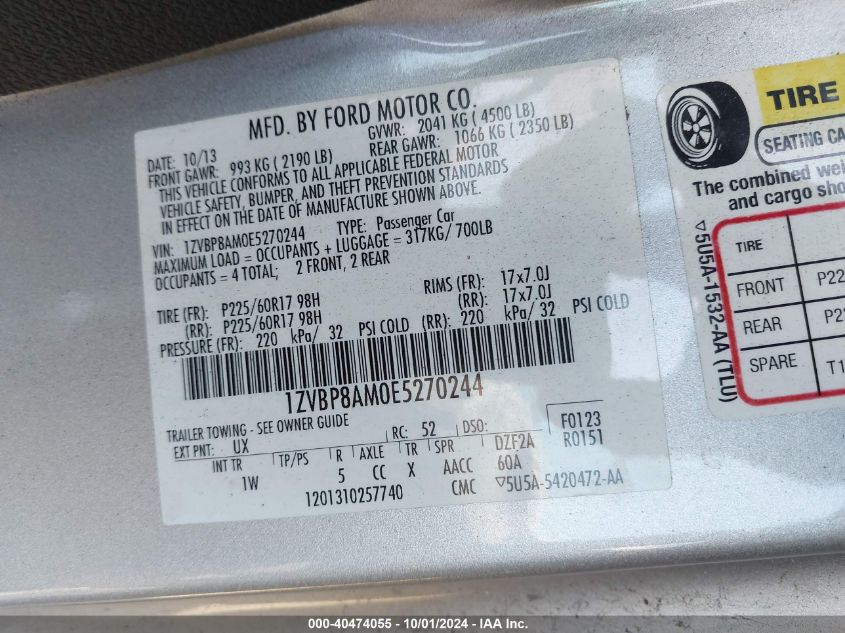 MFD. BY FORD MOTOR CO.
DATE: 10/13
GVWR: 2041 KG ( 4500 LB)
FRONT GAWR: 993 KG ( 2190 LB)
REAR GAWR: 1066 KG ( 2350 LB)
THIS VEHICLE CONFORMS TO ALL APPLICABLE FEDERAL MOTOR
VEHICLE SAFETY, BUMPER, AND THEFT PREVENTION STANDARDS
IN EFFECT ON THE DATE OF MANUFACTURE SHOWN ABOVE.
VIN: 1ZVBP8AM0E5270244
TYPE: Passenger Car
MAXIMUM LOAD = OCCUPANTS + LUGGAGE = 317KG/ 700LB
OCCUPANTS = 4 TOTAL; 2 FRONT, 2 REAR
TIRE (FR): P225/60R17 98H
RIMS (FR): 17x7.0J
(RR): P225/60R17 98H
(RR): 17x7.0J
PRESSURE (FR): 220 kPa/ 32 PSI COLD (RR): 220 kPa/ 32 PSI COLD
1ZVBP8AM0E5270244
TRAILER TOWING - SEE OWNER GUIDE
EXT PNT: UX
RC: 52
DSO:
F0123
R0151
INT TR
TP/PS
R
AXLE
TR
SPR
DZF2A
1W
5
CC
X
AACC
60A
1201310257740
CMC
▽5U5A-5420472-AA
TIRE
SEATING CA
The combined wei
and cargo sho
TIRE
FRONT P22
REAR P22
SPARE T1
▽5U5A-1532-AA (TLU)
000-40474055 - 10/01/2024 - IAA Inc.